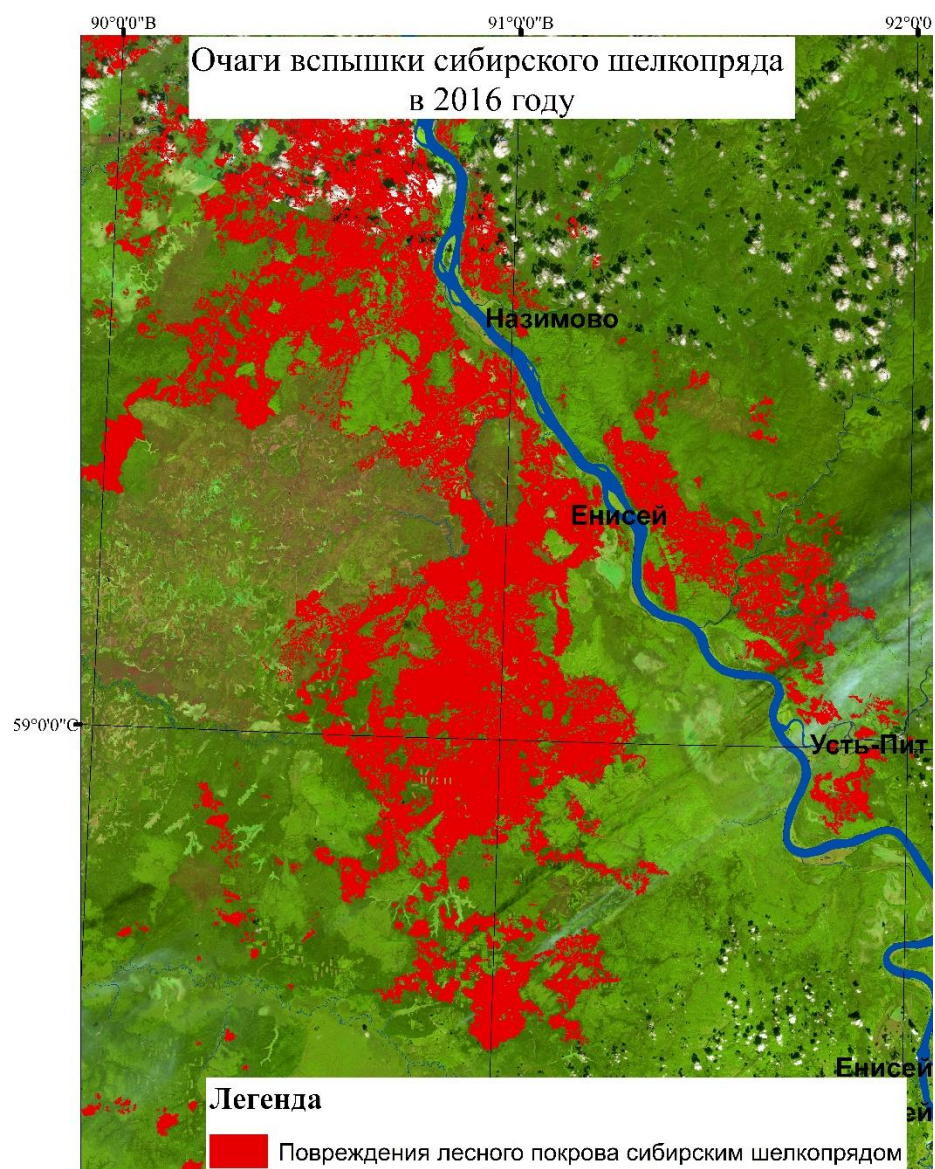 90°0'0"В 91°0'0"В 92°0'0
Очаги вспышки сибирского шелкопряда
в 2016 году
Назимово
Енисей
59°0'0"С
Усть-Пит
Енисей
ей
Легенда
Повреждения лесного покрова сибирским шелкопрядом